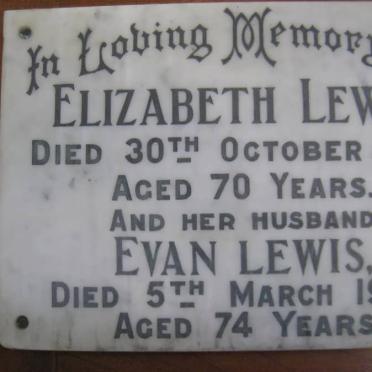 In Loving Memory
ELIZABETH LEW
DIED 30TH OCTOBER
AGED 70 YEARS.
AND HER HUSBAND
EVAN LEWIS,
DIED 5TH MARCH 19
AGED 74 YEARS